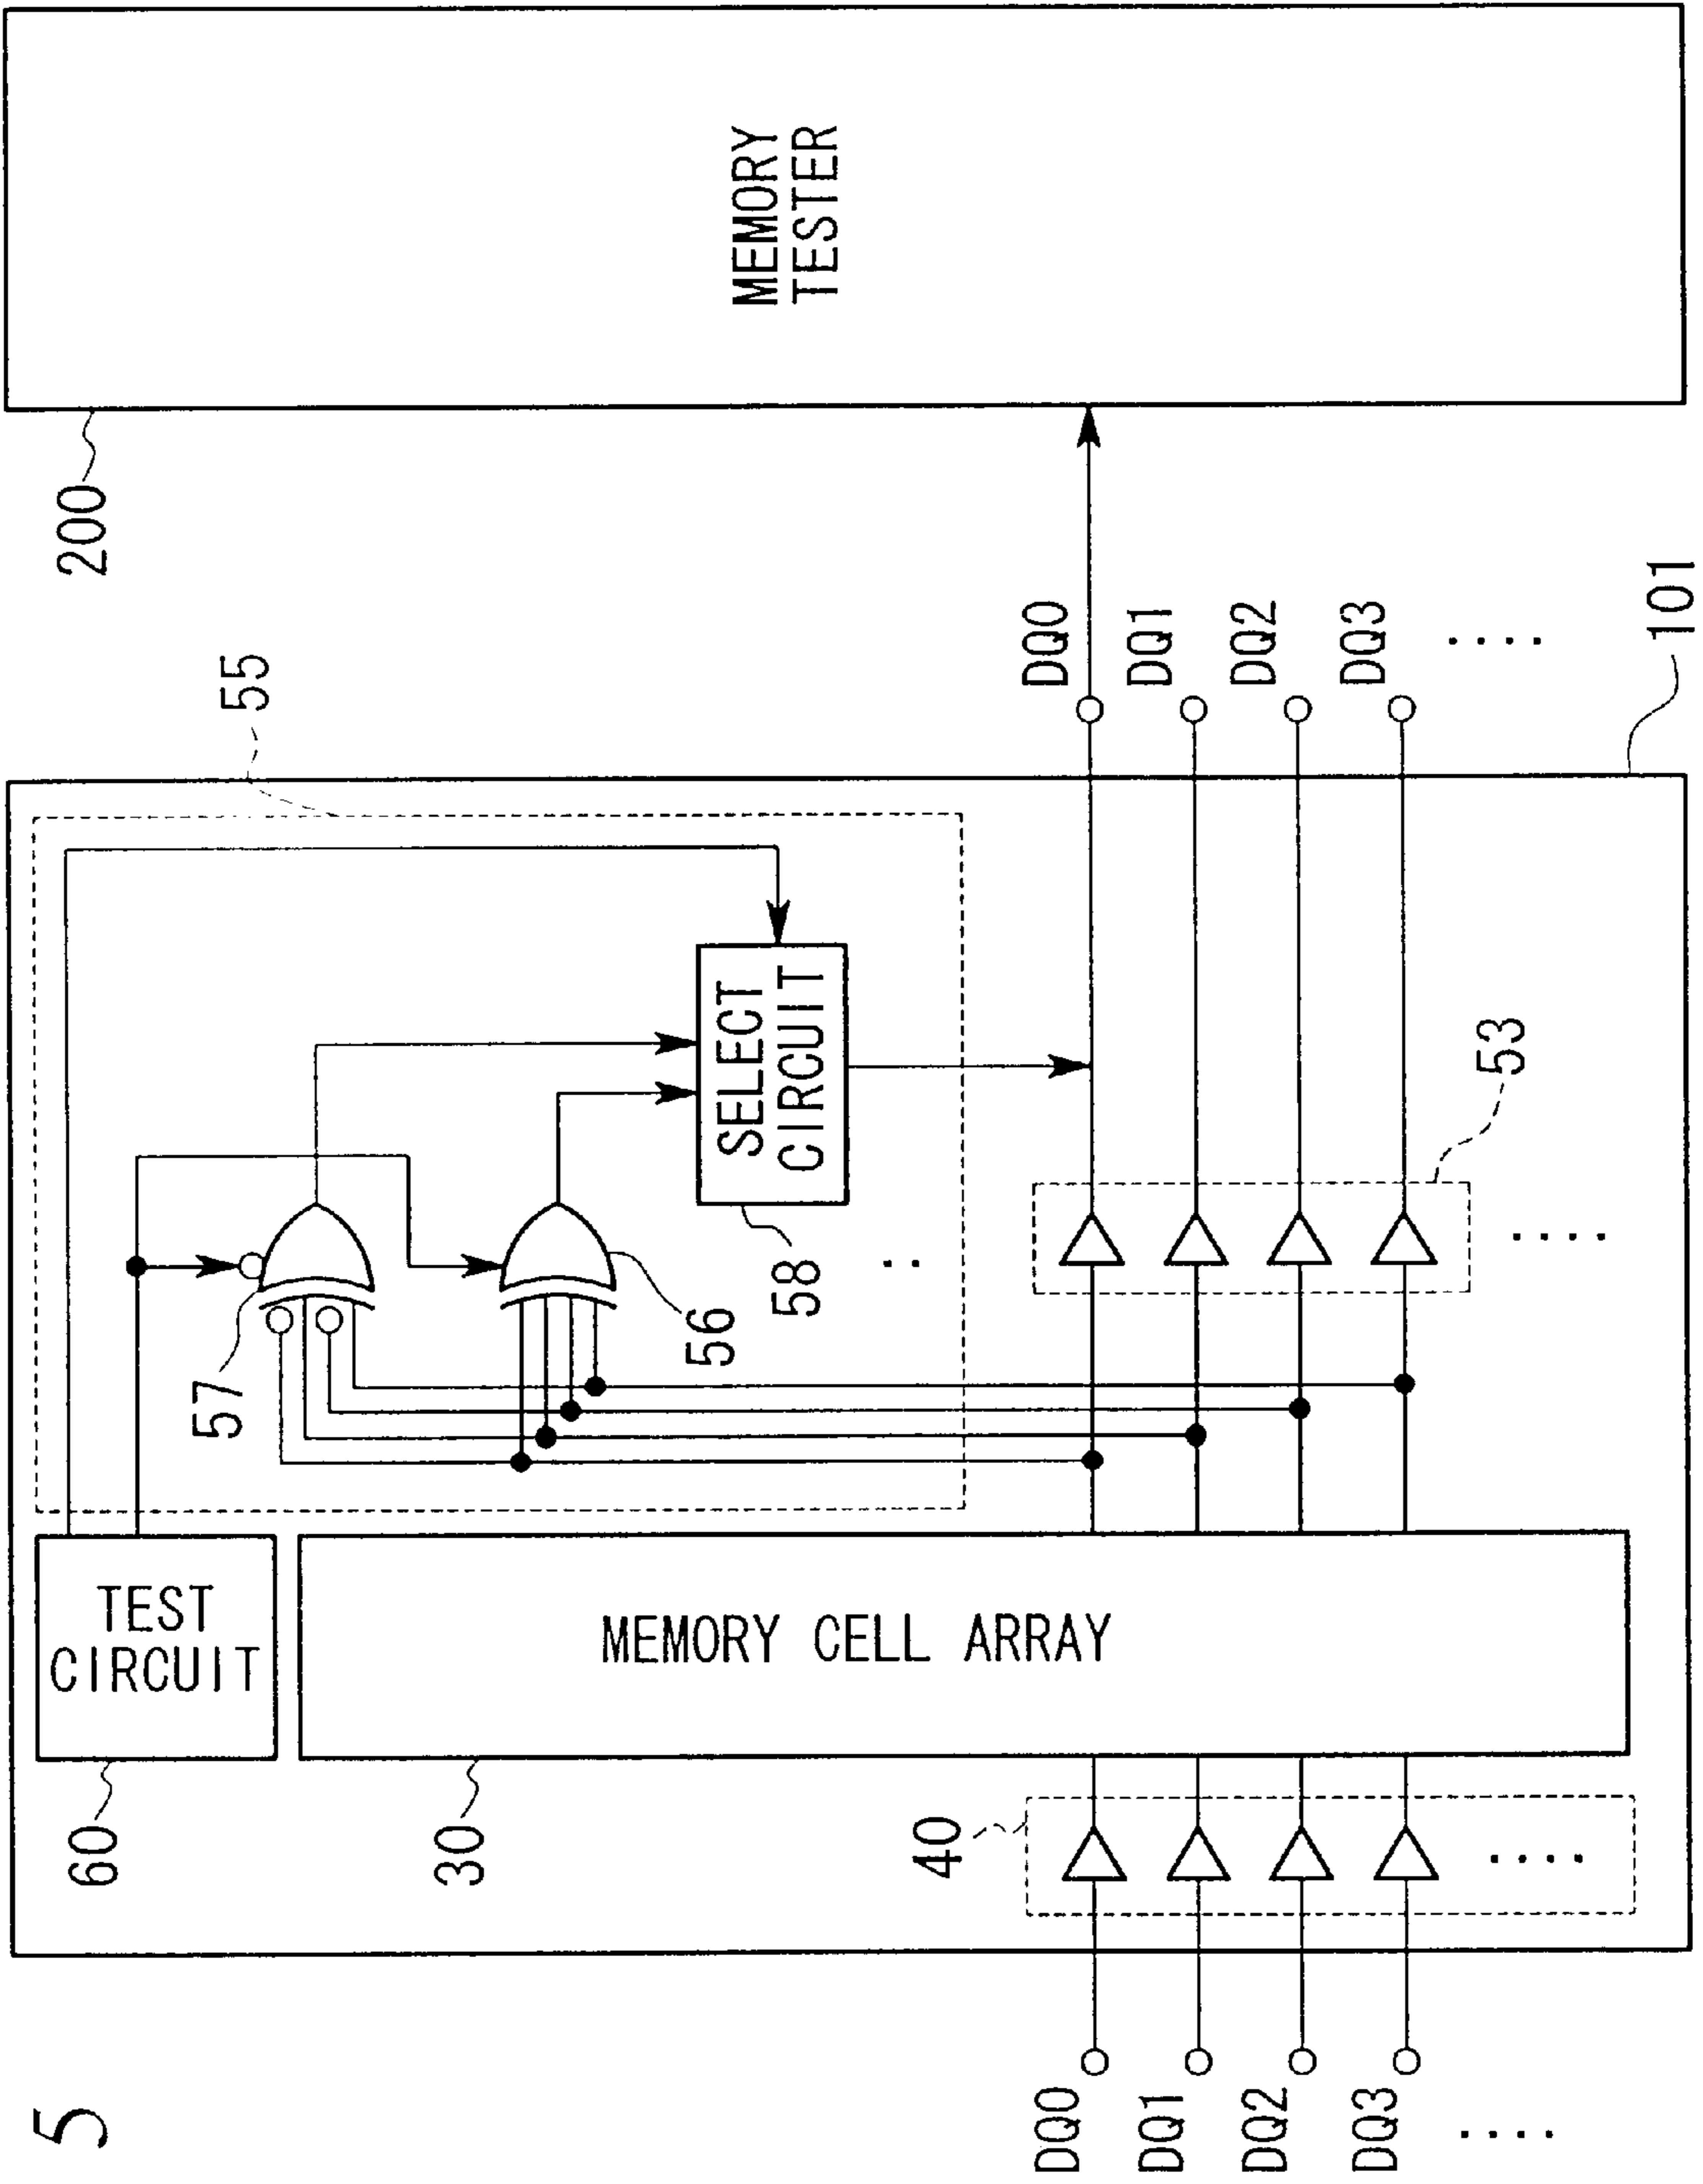 5
60
TEST
CIRCUIT
57
55
200
56
58
SELECT
CIRCUIT
30
MEMORY CELL ARRAY
MEMORY
TESTER
40
53
101
DQ0
DQ1
DQ2
DQ3
....
DQ0
DQ1
DQ2
DQ3
....